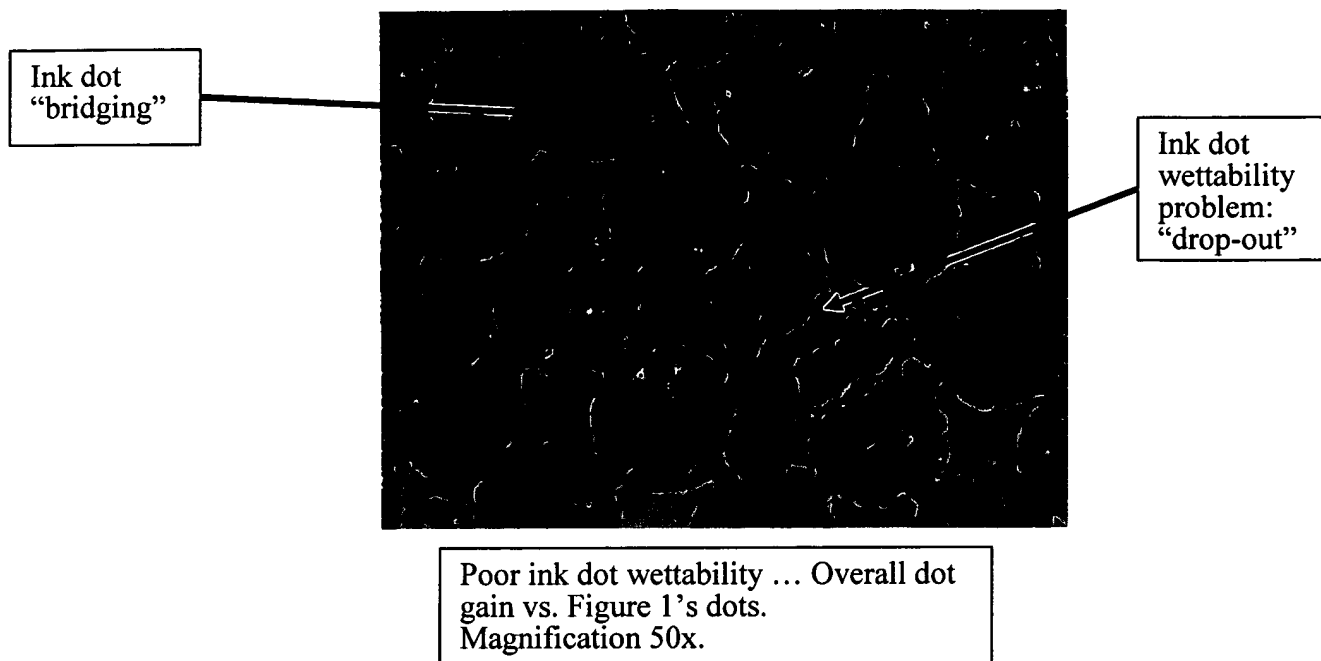 Ink dot
“bridging”
Ink dot
wettability
problem:
“drop-out”
Poor ink dot wettability … Overall dot
gain vs. Figure 1’s dots.
Magnification 50x.